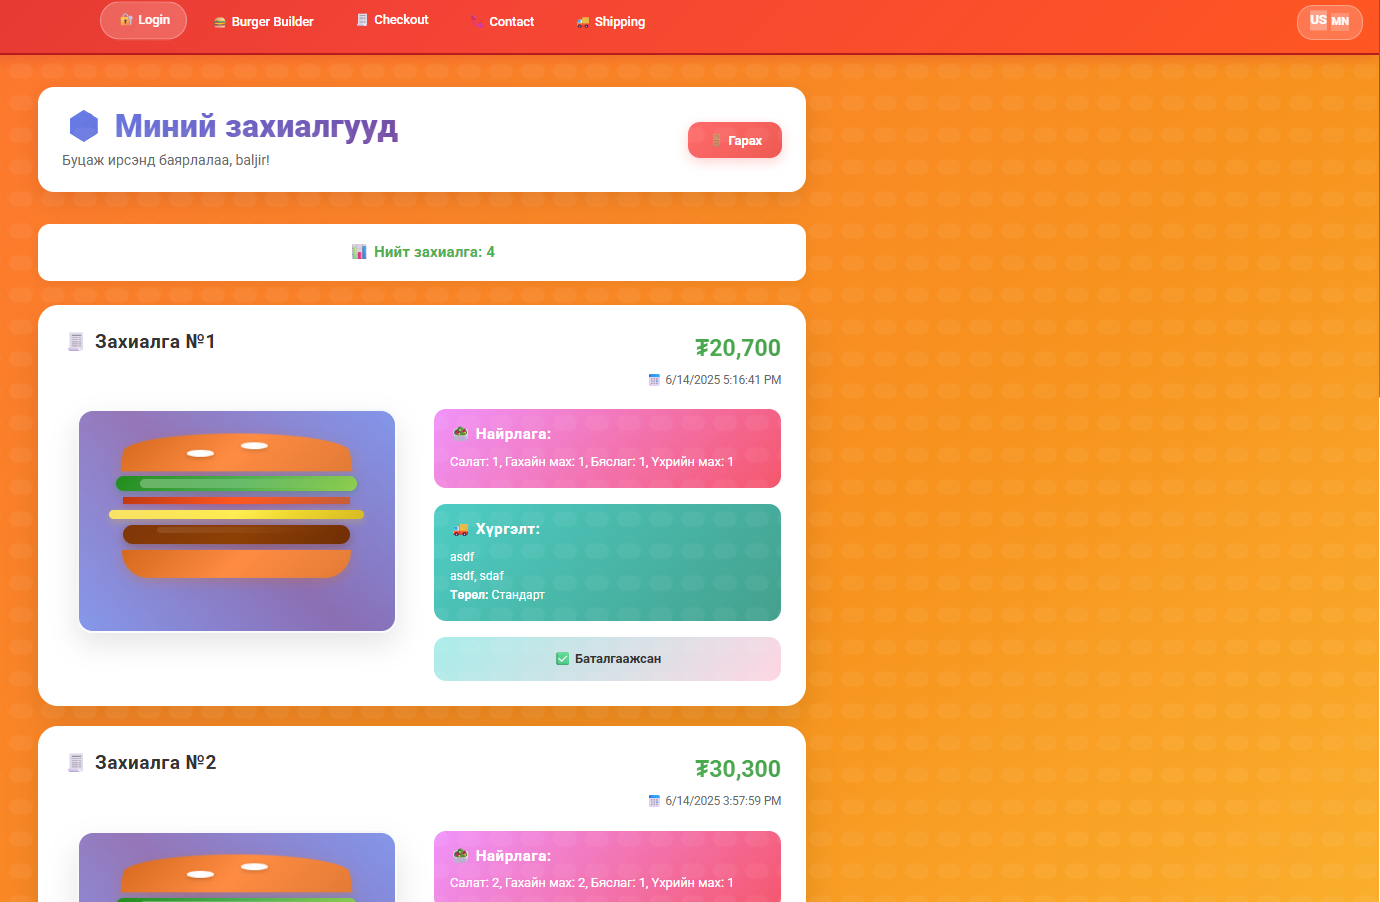 Login
Burger Builder
Checkout
Contact
Shipping
US MN
Миний захиалгууд
Буцаж ирсэнд баярлалаа, baljir!
Гарах
Нийт захиалга: 4
Захиалга №1
₮20,700
6/14/2025 5:16:41 PM
Найрлага:
Салат: 1, Гахайн мах: 1, Бяслаг: 1, Үхрийн мах: 1
Хүргэлт:
asdf
asdf, sdaf
Төрөл: Стандарт
Баталгаажсан
Захиалга №2
₮30,300
6/14/2025 3:57:59 PM
Найрлага:
Салат: 2, Гахайн мах: 2, Бяслаг: 1, Үхрийн мах: 1